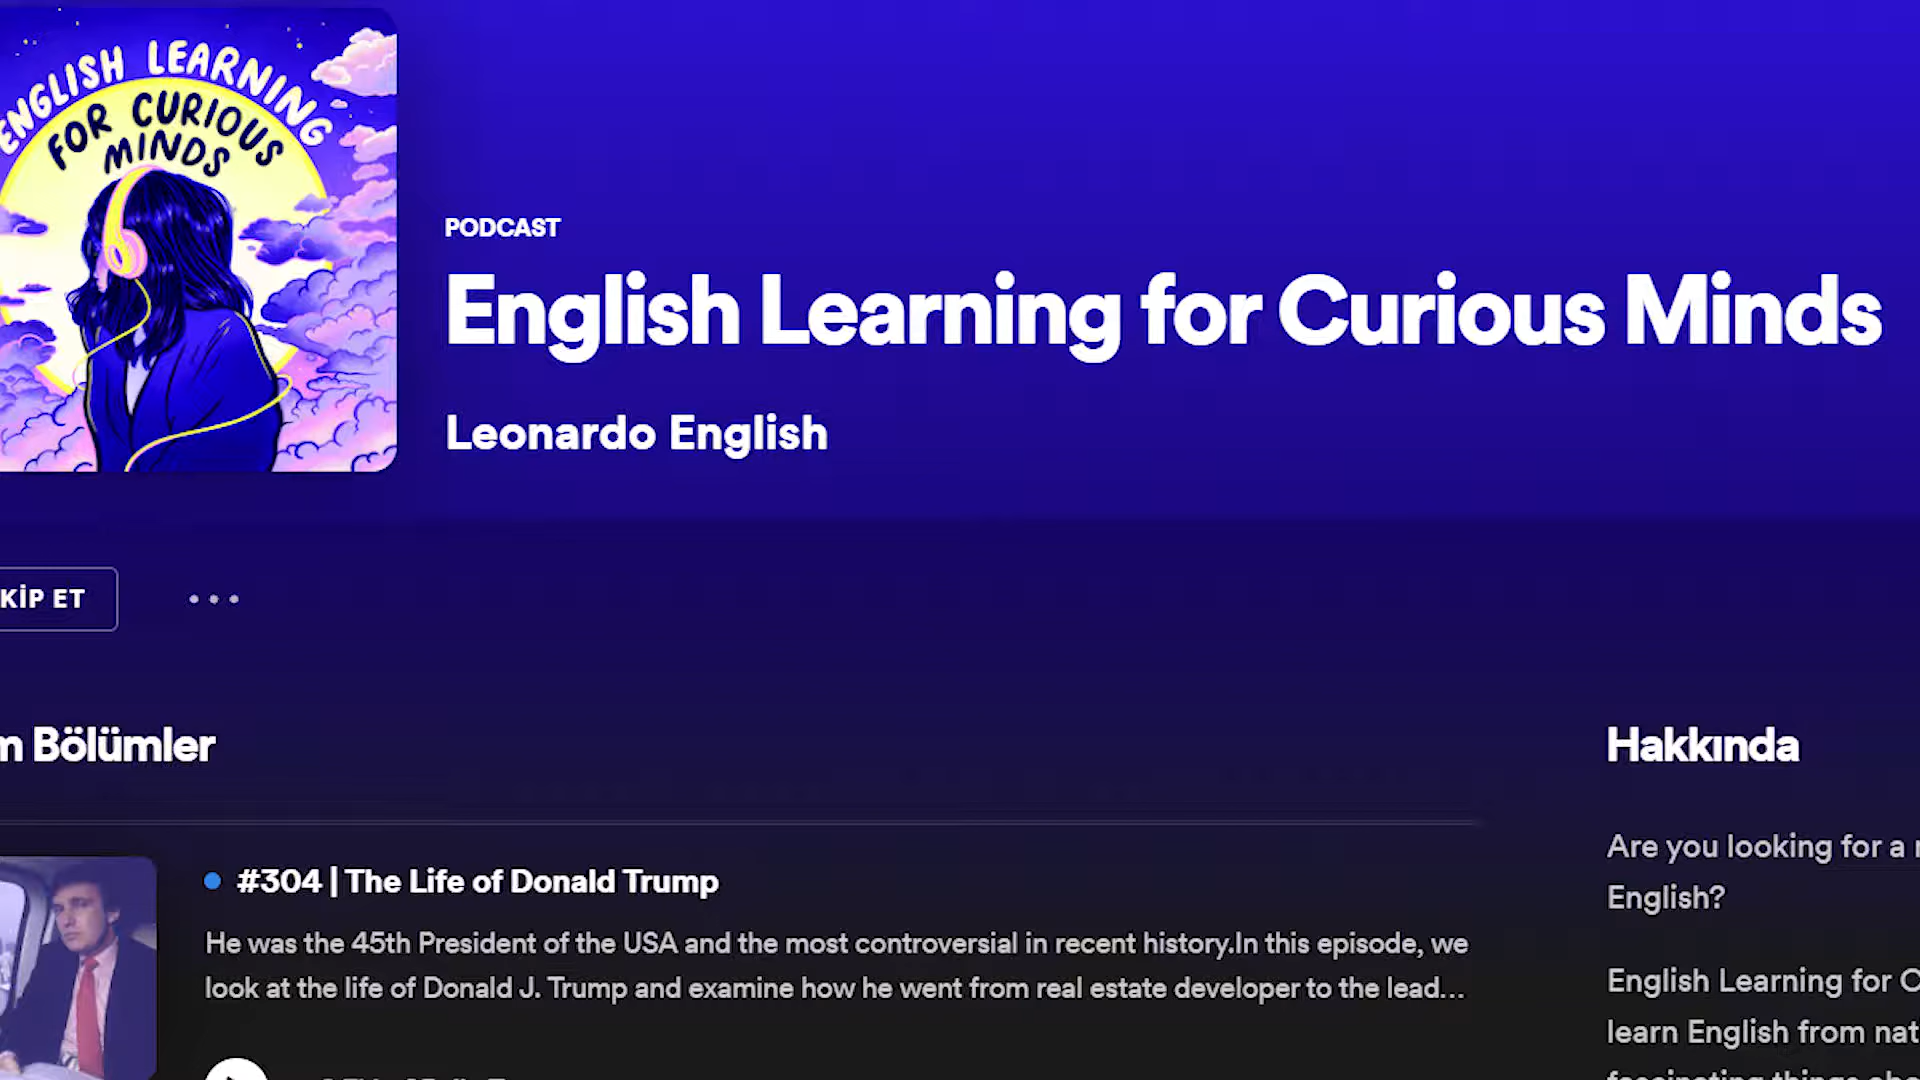 ENGLISH LEARNING
FOR CURIOUS
MINDS
PODCAST
English Learning for Curious Minds
Leonardo English
KİP ET
Bölümler
Hakkında
#304 | The Life of Donald Trump
He was the 45th President of the USA and the most controversial in recent history.In this episode, we
look at the life of Donald J. Trump and examine how he went from real estate developer to the lead...
Are you looking for a
English?
English Learning for C
learn English from nat